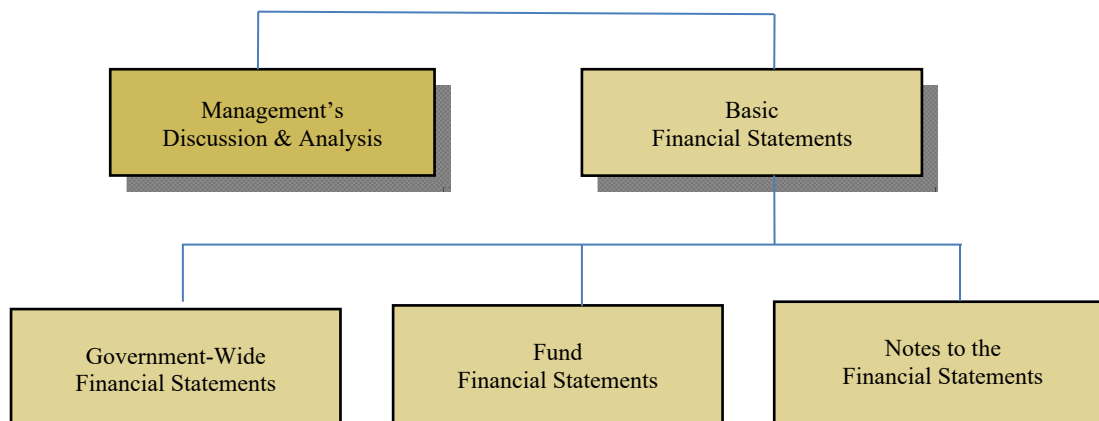 Management’s
Discussion & Analysis
Basic
Financial Statements
Government-Wide
Financial Statements
Fund
Financial Statements
Notes to the
Financial Statements